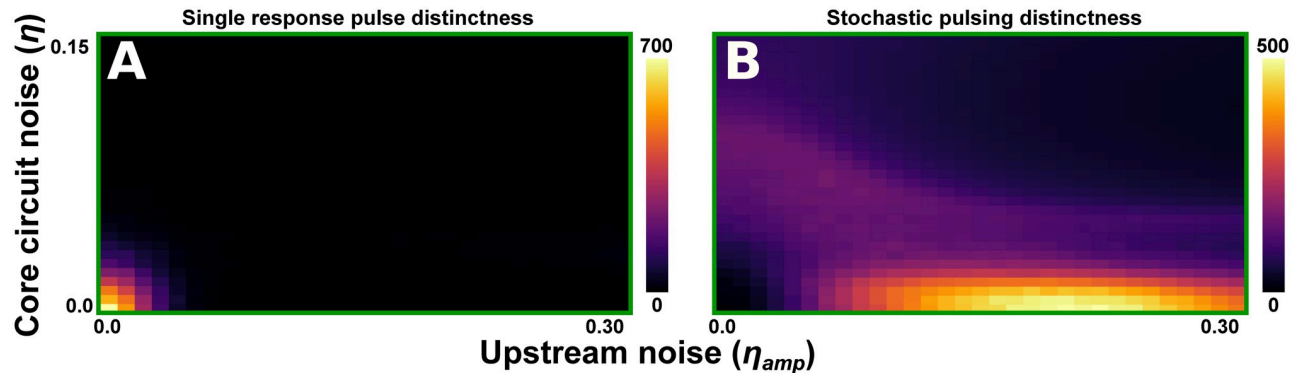 Single response pulse distinctness
Stochastic pulsing distinctness
Core circuit noise (η)
0.15
A
700
B
500
0.0
0
0
0.0
0.30
0.0
0.30
Upstream noise (ηamp)